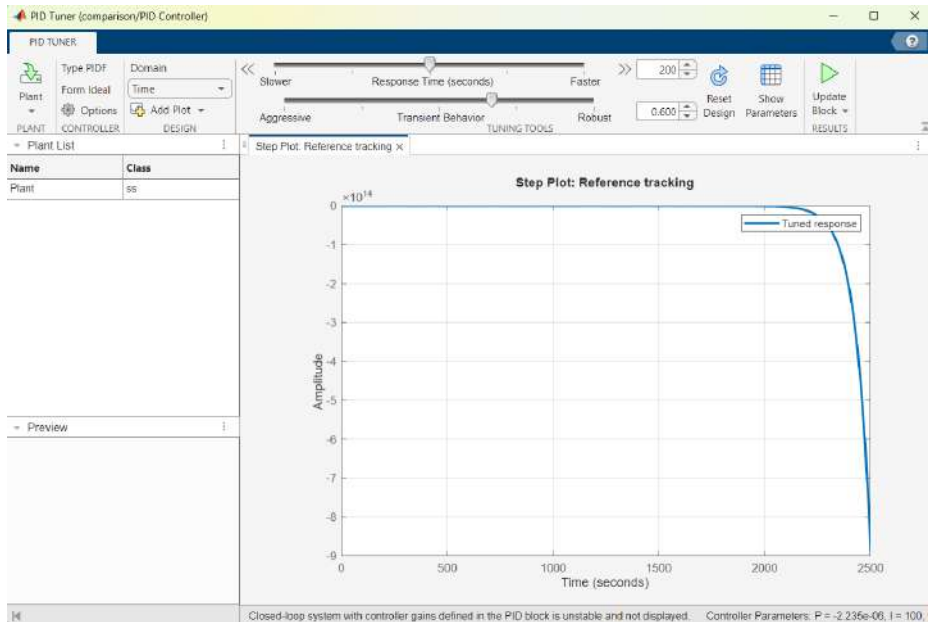 PID Tuner (comparison/PID Controller)
PID TUNER
Plant
Type PIDF
Form Ideal
Options
Domain
Time
Add Plot
Slower
Response Time (seconds)
Faster
200
Aggressive
Transient Behavior
Robust
0.600
Reset
Design
Show
Parameters
Update
Block
PLANT
CONTROLLER
DESIGN
TUNING TOOLS
RESULTS
Plant List
Name Class
Plant ss
Preview
Step Plot: Reference tracking
Step Plot: Reference tracking
×10^14
Tuned response
0
-1
-2
-3
-4
-5
-6
-7
-8
-9
Amplitude
0 500 1000 1500 2000 2500
Time (seconds)
Closed-loop system with controller gains defined in the PID block is unstable and not displayed. Controller Parameters: P = -2.235e-06, I = 100,